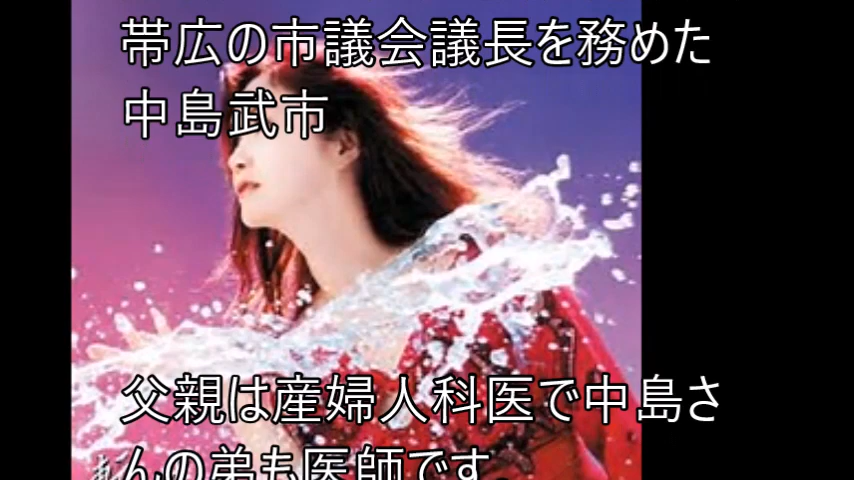 帯広の市議会議長を務めた
中島武市
父親は産婦人科医で中島さ
んの弟も医師です。